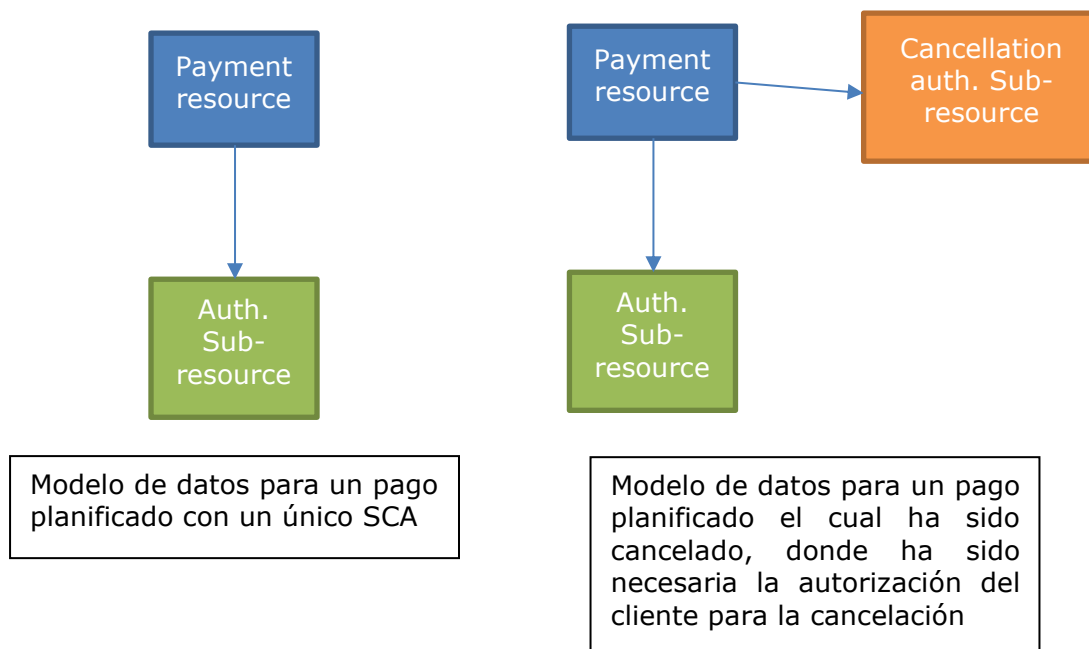 Payment
resource
Payment
resource
Cancellation
auth. Sub-
resource
Auth.
Sub-
resource
Auth.
Sub-
resource
Modelo de datos para un pago
planificado con un único SCA
Modelo de datos para un pago
planificado el cual ha sido
cancelado, donde ha sido
necesaria la autorización del
cliente para la cancelación